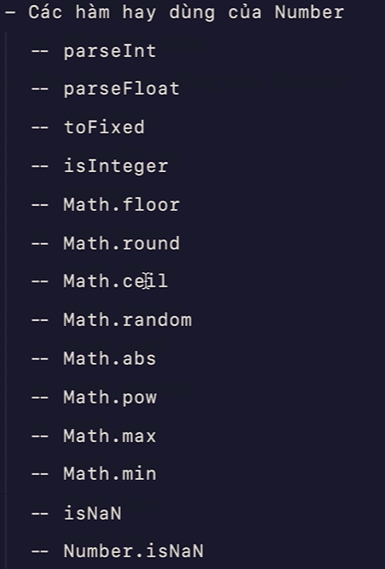 – Các hàm hay dùng của Number
-- parseInt
-- parseFloat
-- toFixed
-- isInteger
-- Math.floor
-- Math.round
-- Math.ceil
-- Math.random
-- Math.abs
-- Math.pow
-- Math.max
-- Math.min
-- isNaN
-- Number.isNaN